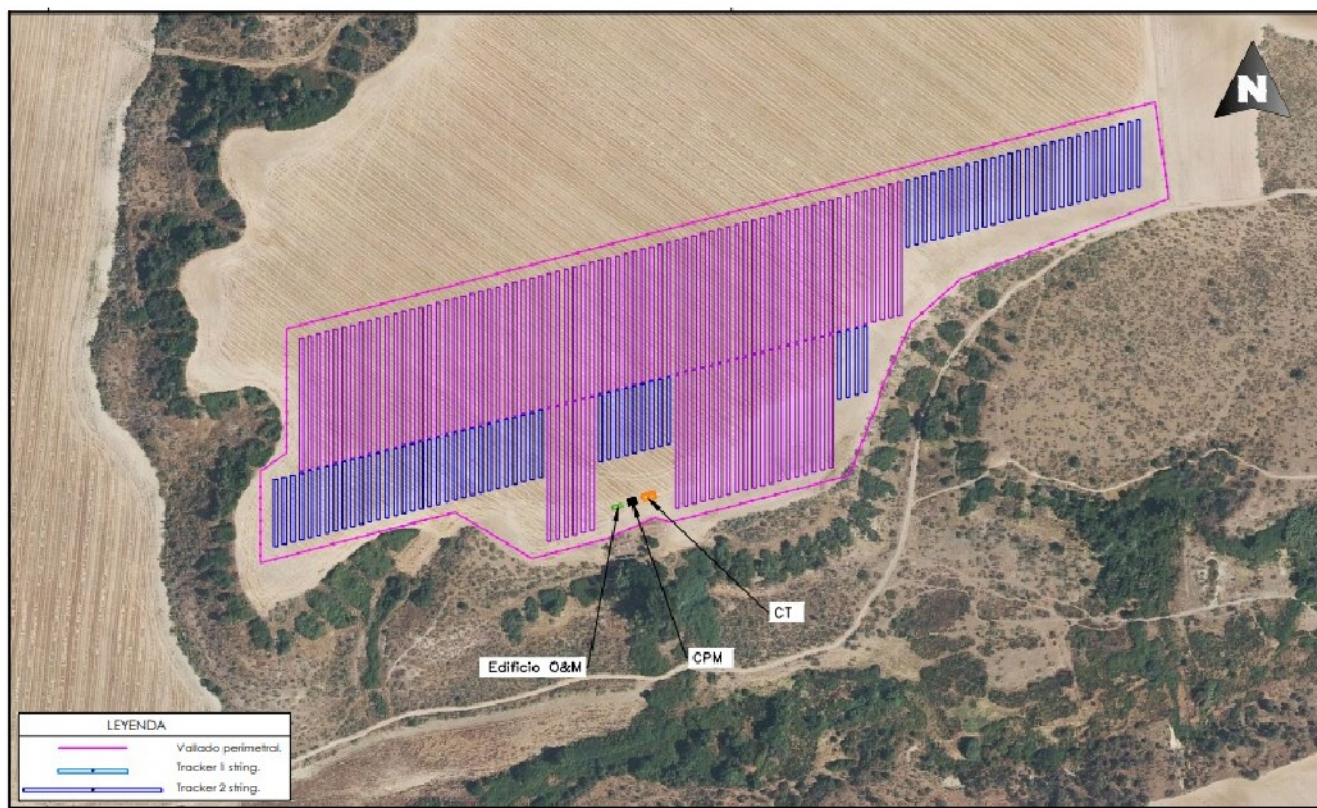 N
CT
CPM
Edificio O&M
LEYENDA
Vallado perimetral.
Tracker 1 string.
Tracker 2 string.